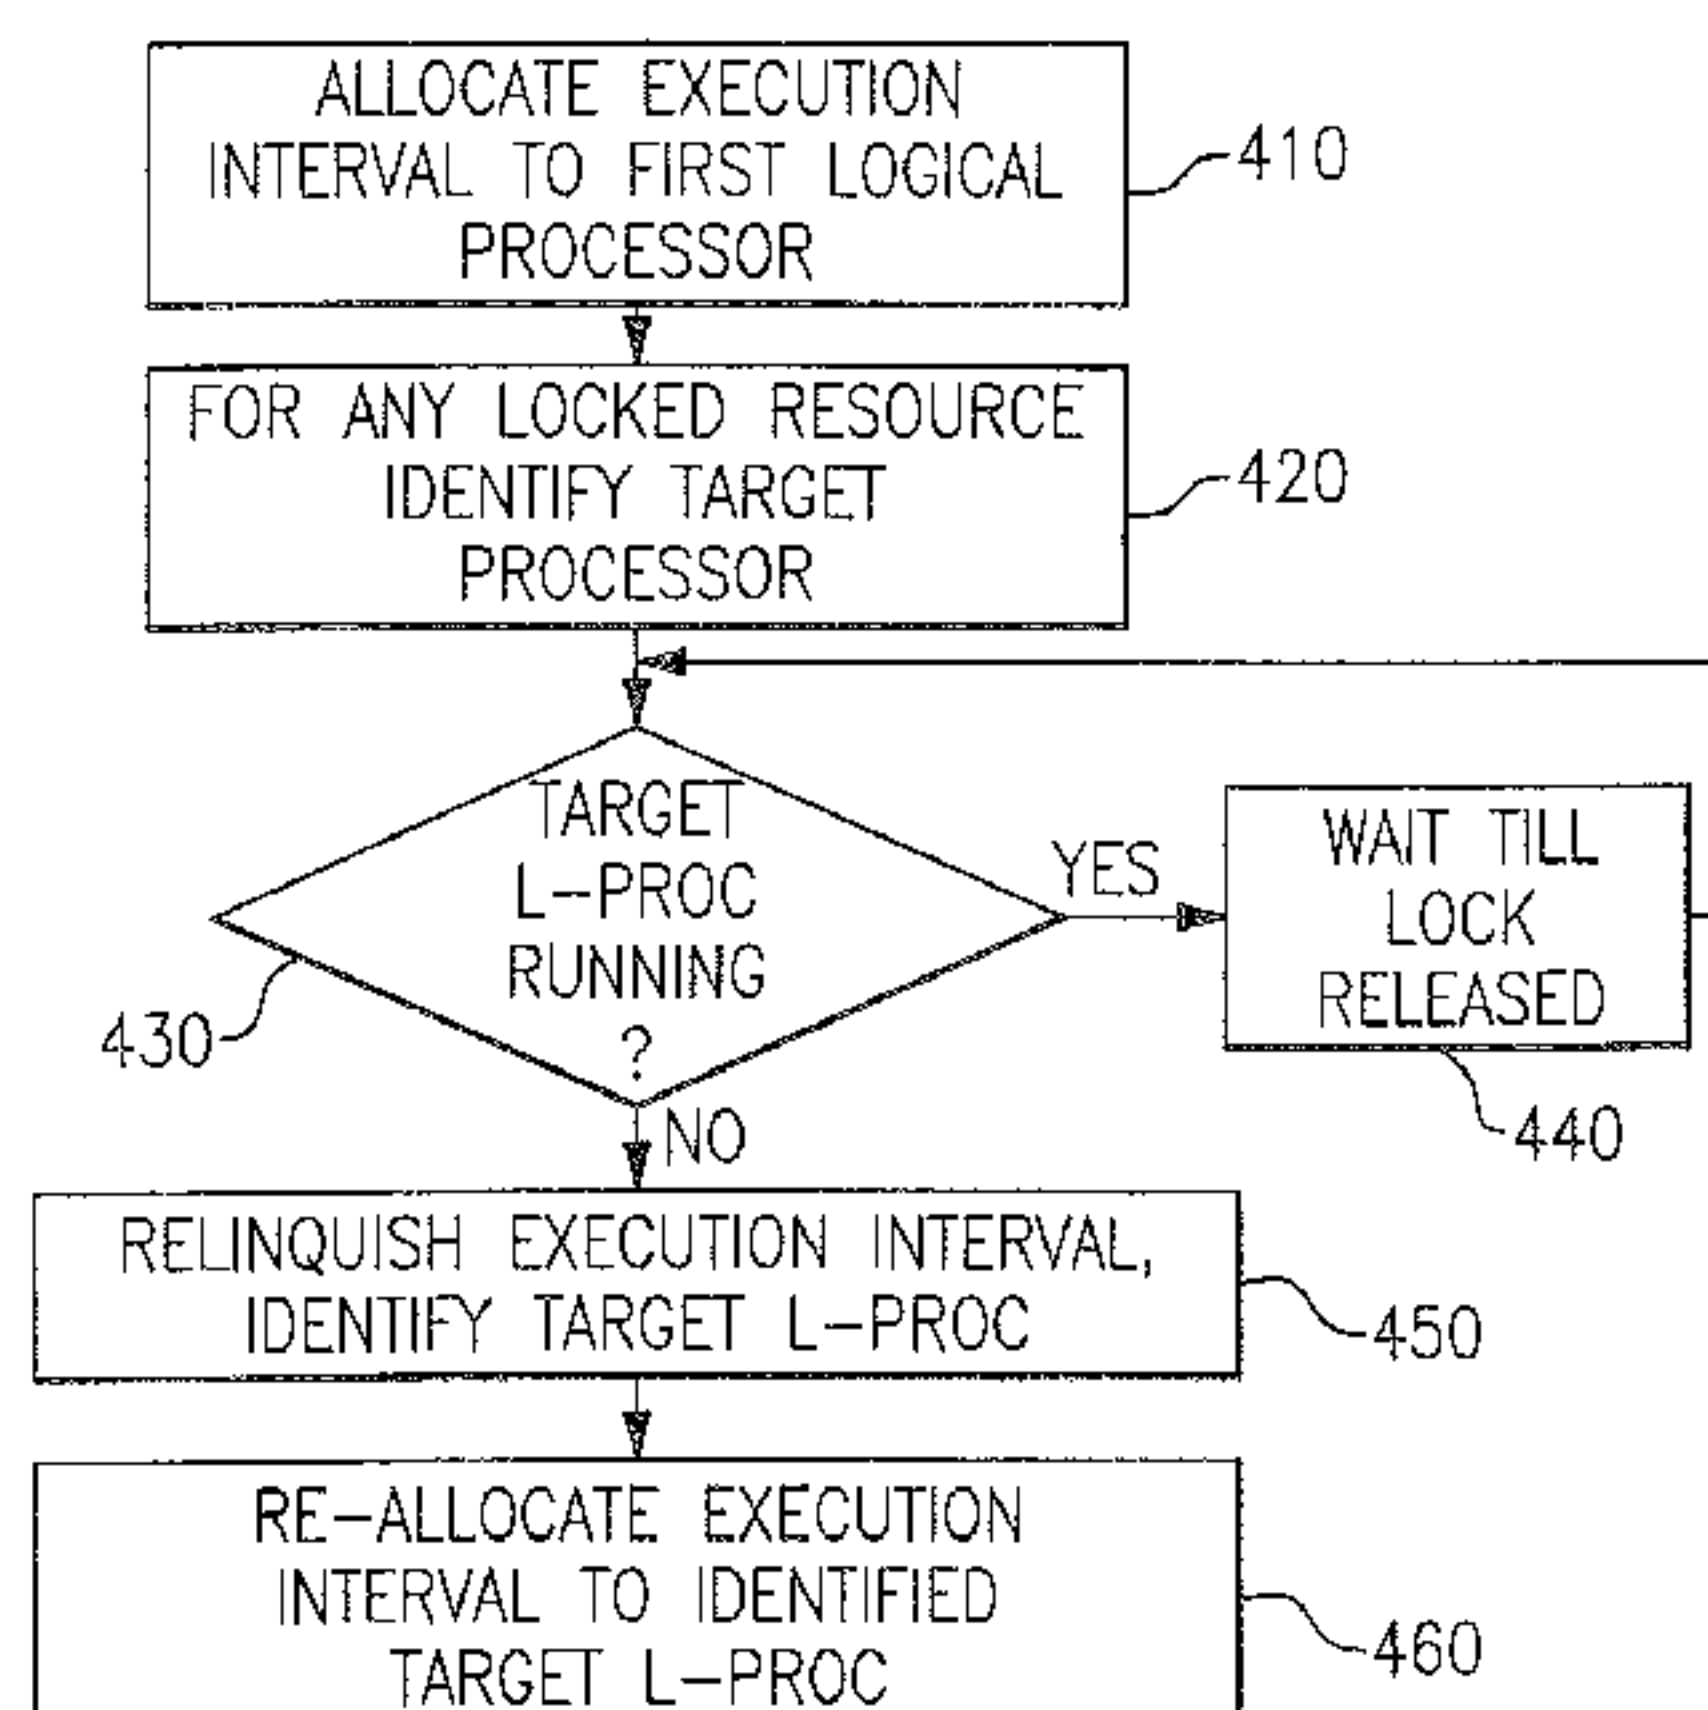 ALLOCATE EXECUTION
INTERVAL TO FIRST LOGICAL
PROCESSOR
410
FOR ANY LOCKED RESOURCE
IDENTIFY TARGET
PROCESSOR
420
TARGET
L-PROC
RUNNING
?
430
YES
WAIT TILL
LOCK
RELEASED
440
NO
RELINQUISH EXECUTION INTERVAL,
IDENTIFY TARGET L-PROC
450
RE-ALLOCATE EXECUTION
INTERVAL TO IDENTIFIED
TARGET L-PROC
460